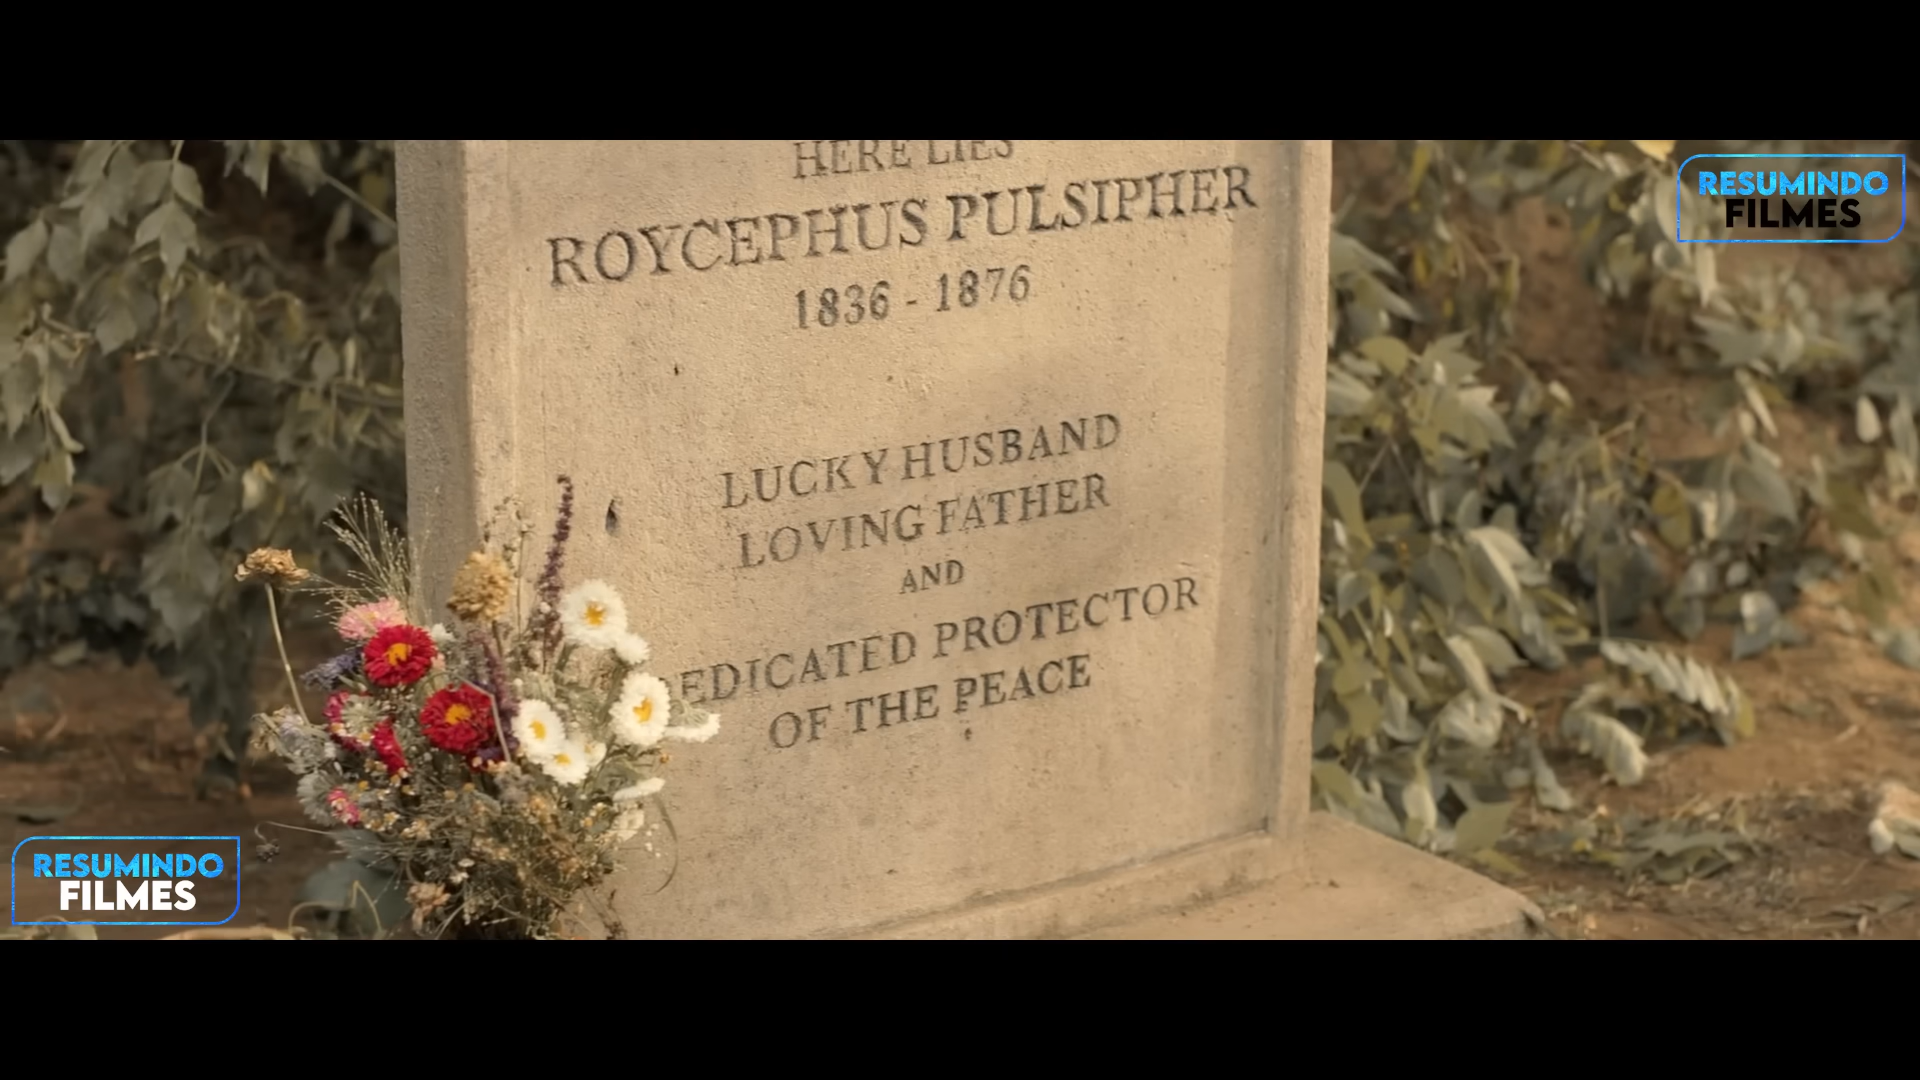 HERE LIES
ROYCEPHUS PULSIPHER
1836 - 1876
LUCKY HUSBAND
LOVING FATHER
AND
EDICATED PROTECTOR
OF THE PEACE
RESUMINDO
FILMES
RESUMINDO
FILMES